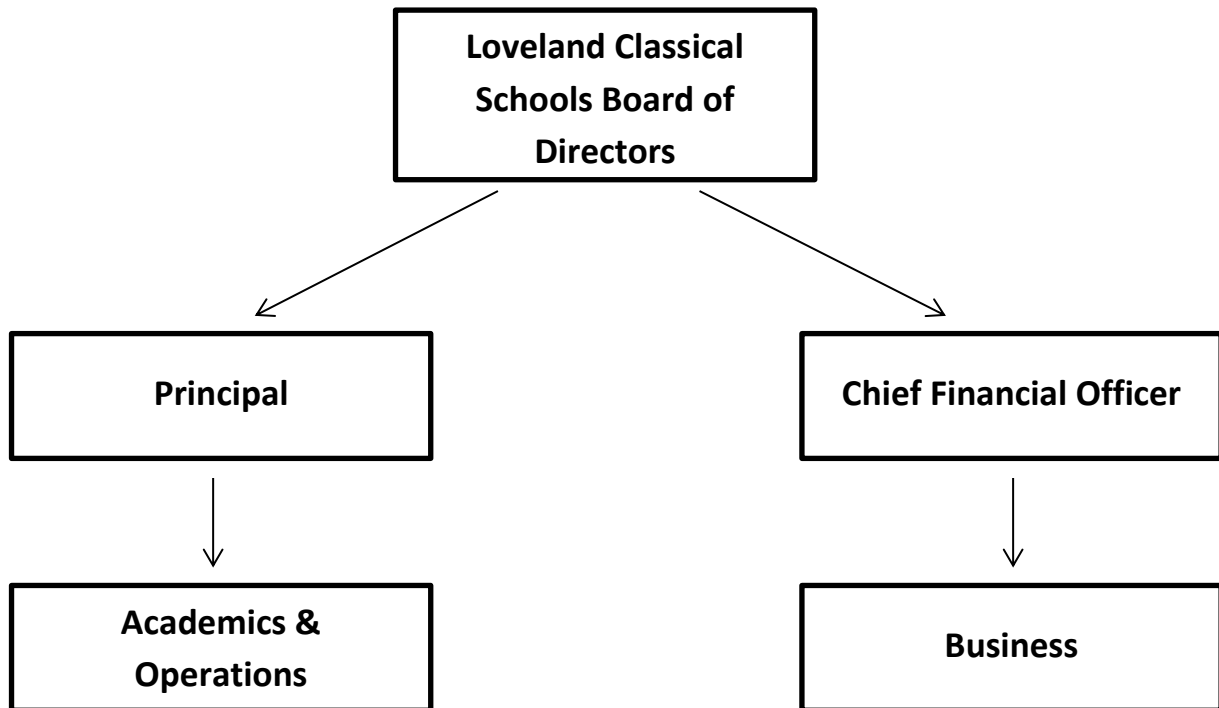 Loveland Classical
Schools Board of
Directors
Principal
Chief Financial Officer
Academics &
Operations
Business